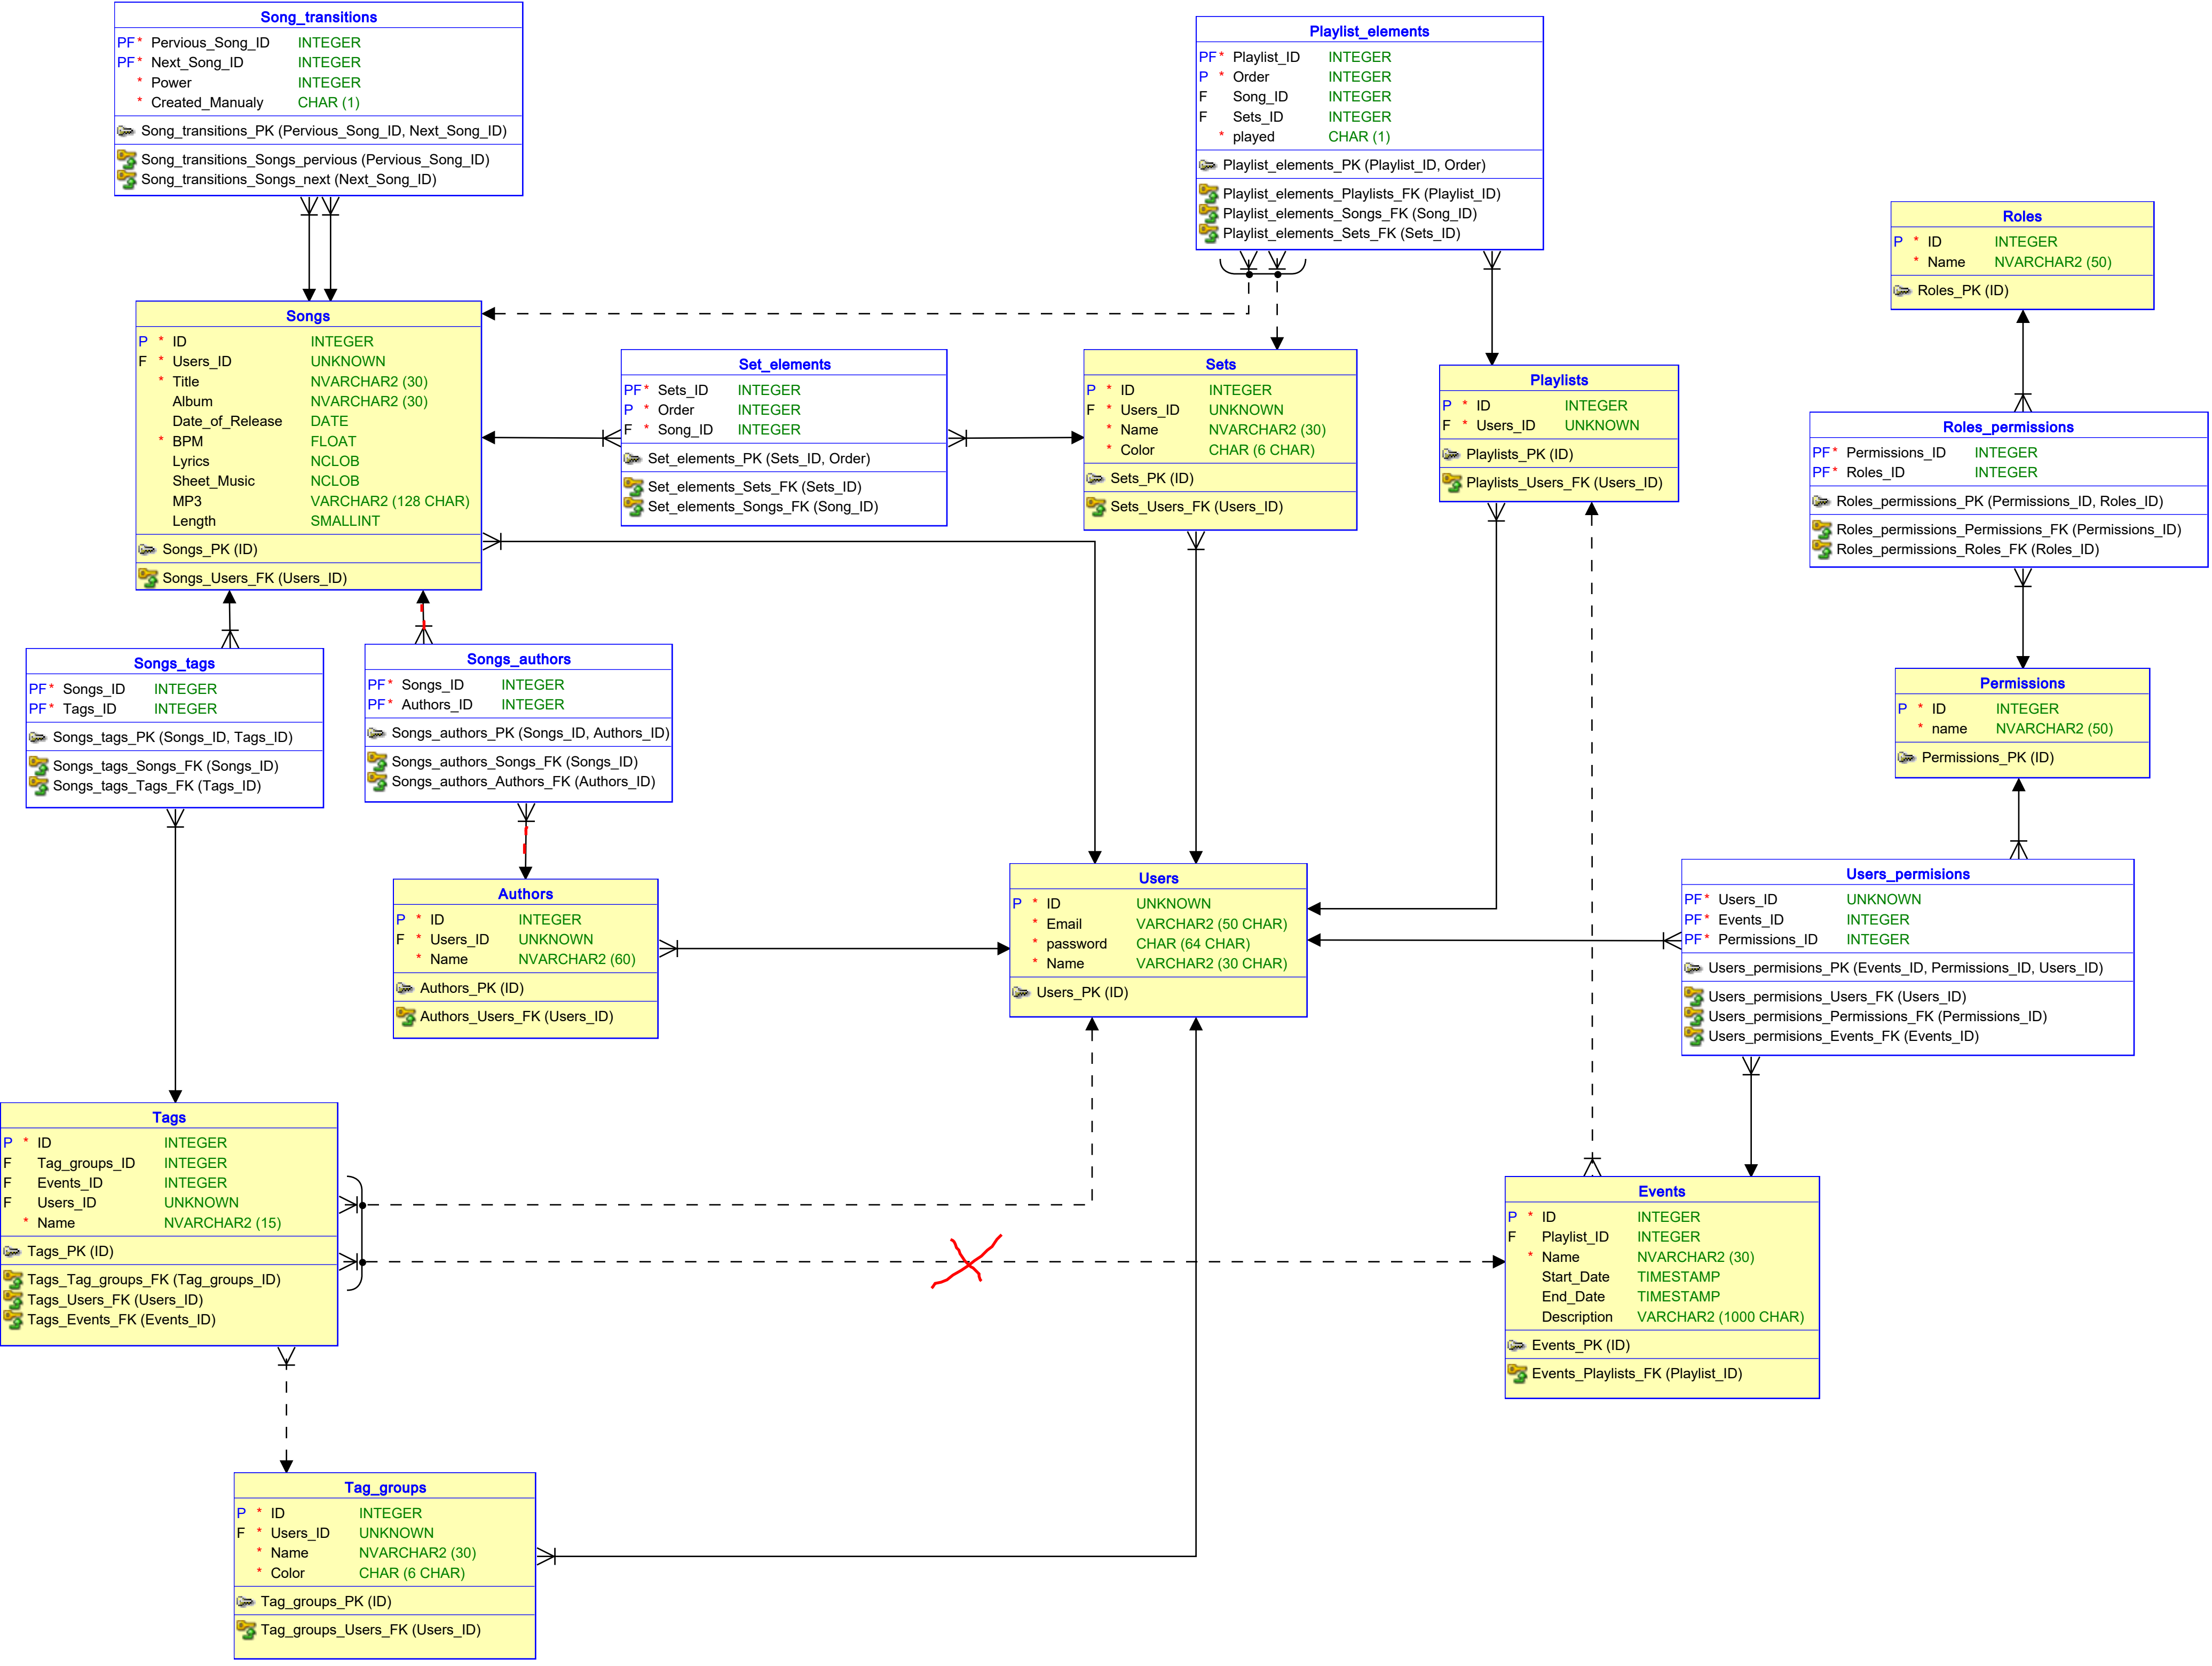 Song_transitions
PF* Pervious_Song_ID INTEGER
PF* Next_Song_ID INTEGER
* Power INTEGER
* Created_Manualy CHAR (1)
Song_transitions_PK (Pervious_Song_ID, Next_Song_ID)
Song_transitions_Songs_pervious (Pervious_Song_ID)
Song_transitions_Songs_next (Next_Song_ID)
Playlist_elements
PF* Playlist_ID INTEGER
P * Order INTEGER
F Song_ID INTEGER
F Sets_ID INTEGER
* played CHAR (1)
Playlist_elements_PK (Playlist_ID, Order)
Playlist_elements_Playlists_FK (Playlist_ID)
Playlist_elements_Songs_FK (Song_ID)
Playlist_elements_Sets_FK (Sets_ID)
Roles
P * ID INTEGER
* Name NVARCHAR2 (50)
Roles_PK (ID)
Songs
P * ID INTEGER
F * Users_ID UNKNOWN
* Title NVARCHAR2 (30)
Album NVARCHAR2 (30)
Date_of_Release DATE
* BPM FLOAT
Lyrics NCLOB
Sheet_Music NCLOB
MP3 VARCHAR2 (128 CHAR)
Length SMALLINT
Songs_PK (ID)
Songs_Users_FK (Users_ID)
Set_elements
PF* Sets_ID INTEGER
P * Order INTEGER
F * Song_ID INTEGER
Set_elements_PK (Sets_ID, Order)
Set_elements_Sets_FK (Sets_ID)
Set_elements_Songs_FK (Song_ID)
Sets
P * ID INTEGER
F * Users_ID UNKNOWN
* Name NVARCHAR2 (30)
* Color CHAR (6 CHAR)
Sets_PK (ID)
Sets_Users_FK (Users_ID)
Playlists
P * ID INTEGER
F * Users_ID UNKNOWN
Playlists_PK (ID)
Playlists_Users_FK (Users_ID)
Roles_permissions
PF* Permissions_ID INTEGER
PF* Roles_ID INTEGER
Roles_permissions_PK (Permissions_ID, Roles_ID)
Roles_permissions_Permissions_FK (Permissions_ID)
Roles_permissions_Roles_FK (Roles_ID)
Songs_tags
PF* Songs_ID INTEGER
PF* Tags_ID INTEGER
Songs_tags_PK (Songs_ID, Tags_ID)
Songs_tags_Songs_FK (Songs_ID)
Songs_tags_Tags_FK (Tags_ID)
Songs_authors
PF* Songs_ID INTEGER
PF* Authors_ID INTEGER
Songs_authors_PK (Songs_ID, Authors_ID)
Songs_authors_Songs_FK (Songs_ID)
Songs_authors_Authors_FK (Authors_ID)
Permissions
P * ID INTEGER
* name NVARCHAR2 (50)
Permissions_PK (ID)
Authors
P * ID INTEGER
F * Users_ID UNKNOWN
* Name NVARCHAR2 (60)
Authors_PK (ID)
Authors_Users_FK (Users_ID)
Users
P * ID UNKNOWN
* Email VARCHAR2 (50 CHAR)
* password CHAR (64 CHAR)
* Name VARCHAR2 (30 CHAR)
Users_PK (ID)
Users_permisions
PF* Users_ID UNKNOWN
PF* Events_ID INTEGER
PF* Permissions_ID INTEGER
Users_permisions_PK (Events_ID, Permissions_ID, Users_ID)
Users_permisions_Users_FK (Users_ID)
Users_permisions_Permissions_FK (Permissions_ID)
Users_permisions_Events_FK (Events_ID)
Tags
P * ID INTEGER
F Tag_groups_ID INTEGER
F Events_ID INTEGER
F Users_ID UNKNOWN
* Name NVARCHAR2 (15)
Tags_PK (ID)
Tags_Tag_groups_FK (Tag_groups_ID)
Tags_Users_FK (Users_ID)
Tags_Events_FK (Events_ID)
Events
P * ID INTEGER
F Playlist_ID INTEGER
* Name NVARCHAR2 (30)
Start_Date TIMESTAMP
End_Date TIMESTAMP
Description VARCHAR2 (1000 CHAR)
Events_PK (ID)
Events_Playlists_FK (Playlist_ID)
Tag_groups
P * ID INTEGER
F * Users_ID UNKNOWN
* Name NVARCHAR2 (30)
* Color CHAR (6 CHAR)
Tag_groups_PK (ID)
Tag_groups_Users_FK (Users_ID)